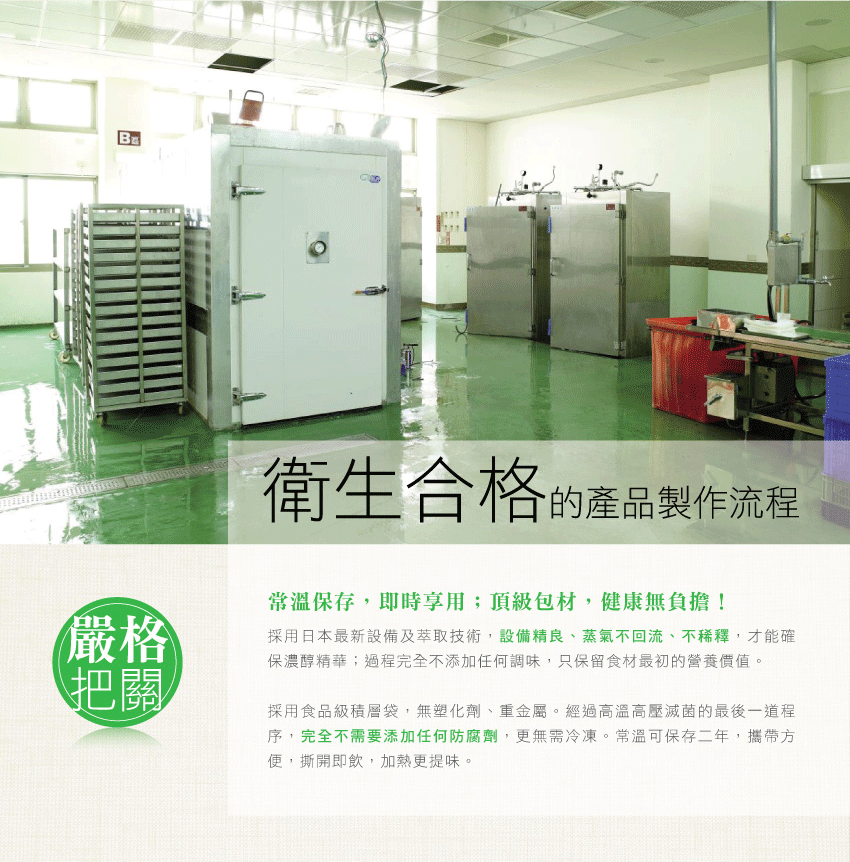 B區
衛生合格的產品製作流程
嚴格
把關
常溫保存，即時享用；頂級包材，健康無負擔！
採用日本最新設備及萃取技術，設備精良、蒸氣不回流、不稀釋，才能確
保濃醇精華；過程完全不添加任何調味，只保留食材最初的營養價值。
採用食品級積層袋，無塑化劑、重金屬。經過高溫高壓滅菌的最後一道程
序，完全不需要添加任何防腐劑，更無需冷凍。常溫可保存二年，攜帶方
便，撕開即飲，加熱更提味。